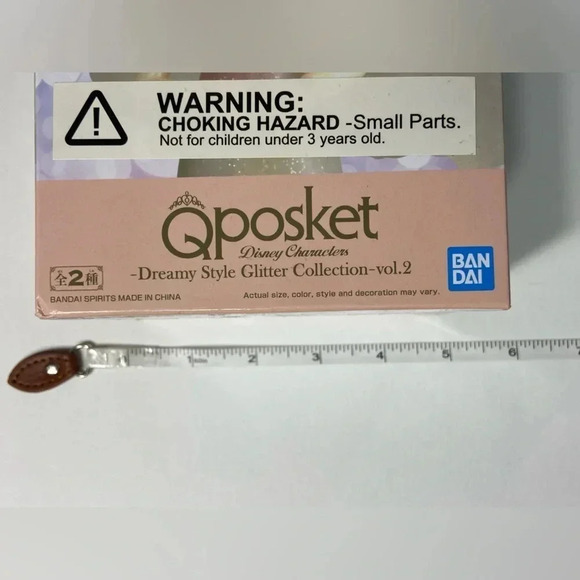 WARNING:
CHOKING HAZARD -Small Parts.
Not for children under 3 years old.
Qposket
Disney Characters
-Dreamy Style Glitter Collection-vol.2
全2種
BANDAI SPIRITS MADE IN CHINA
Actual size, color, style and decoration may vary.
BAN
DAI
1 2 3 4 5 6 7